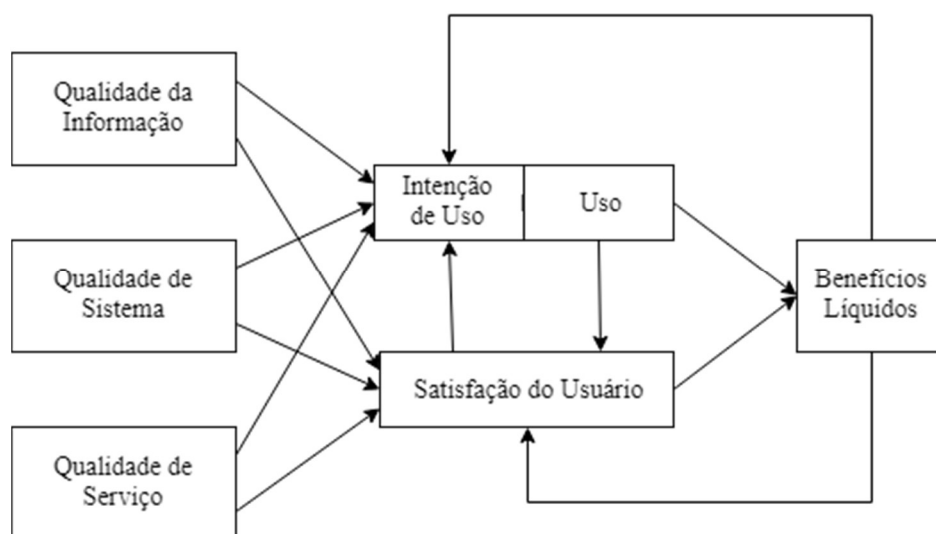 Qualidade da
Informação
Intenção
de Uso
Uso
Qualidade de
Sistema
Benefícios
Líquidos
Satisfação do Usuário
Qualidade de
Serviço